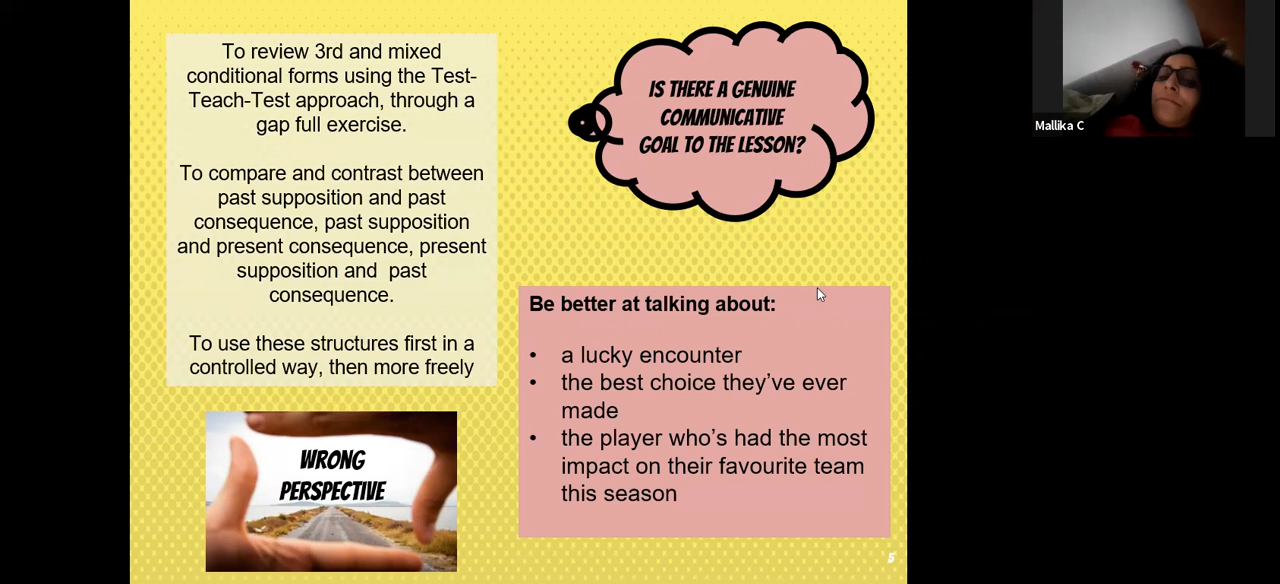 To review 3rd and mixed
conditional forms using the Test-
Teach-Test approach, through a
gap full exercise.
To compare and contrast between
past supposition and past
consequence, past supposition
and present consequence, present
supposition and past
consequence.
To use these structures first in a
controlled way, then more freely
WRONG
PERSPECTIVE
IS THERE A GENUINE
COMMUNICATIVE
GOAL TO THE LESSON?
Be better at talking about:
• a lucky encounter
• the best choice they’ve ever
made
• the player who’s had the most
impact on their favourite team
this season
5
Mallika C